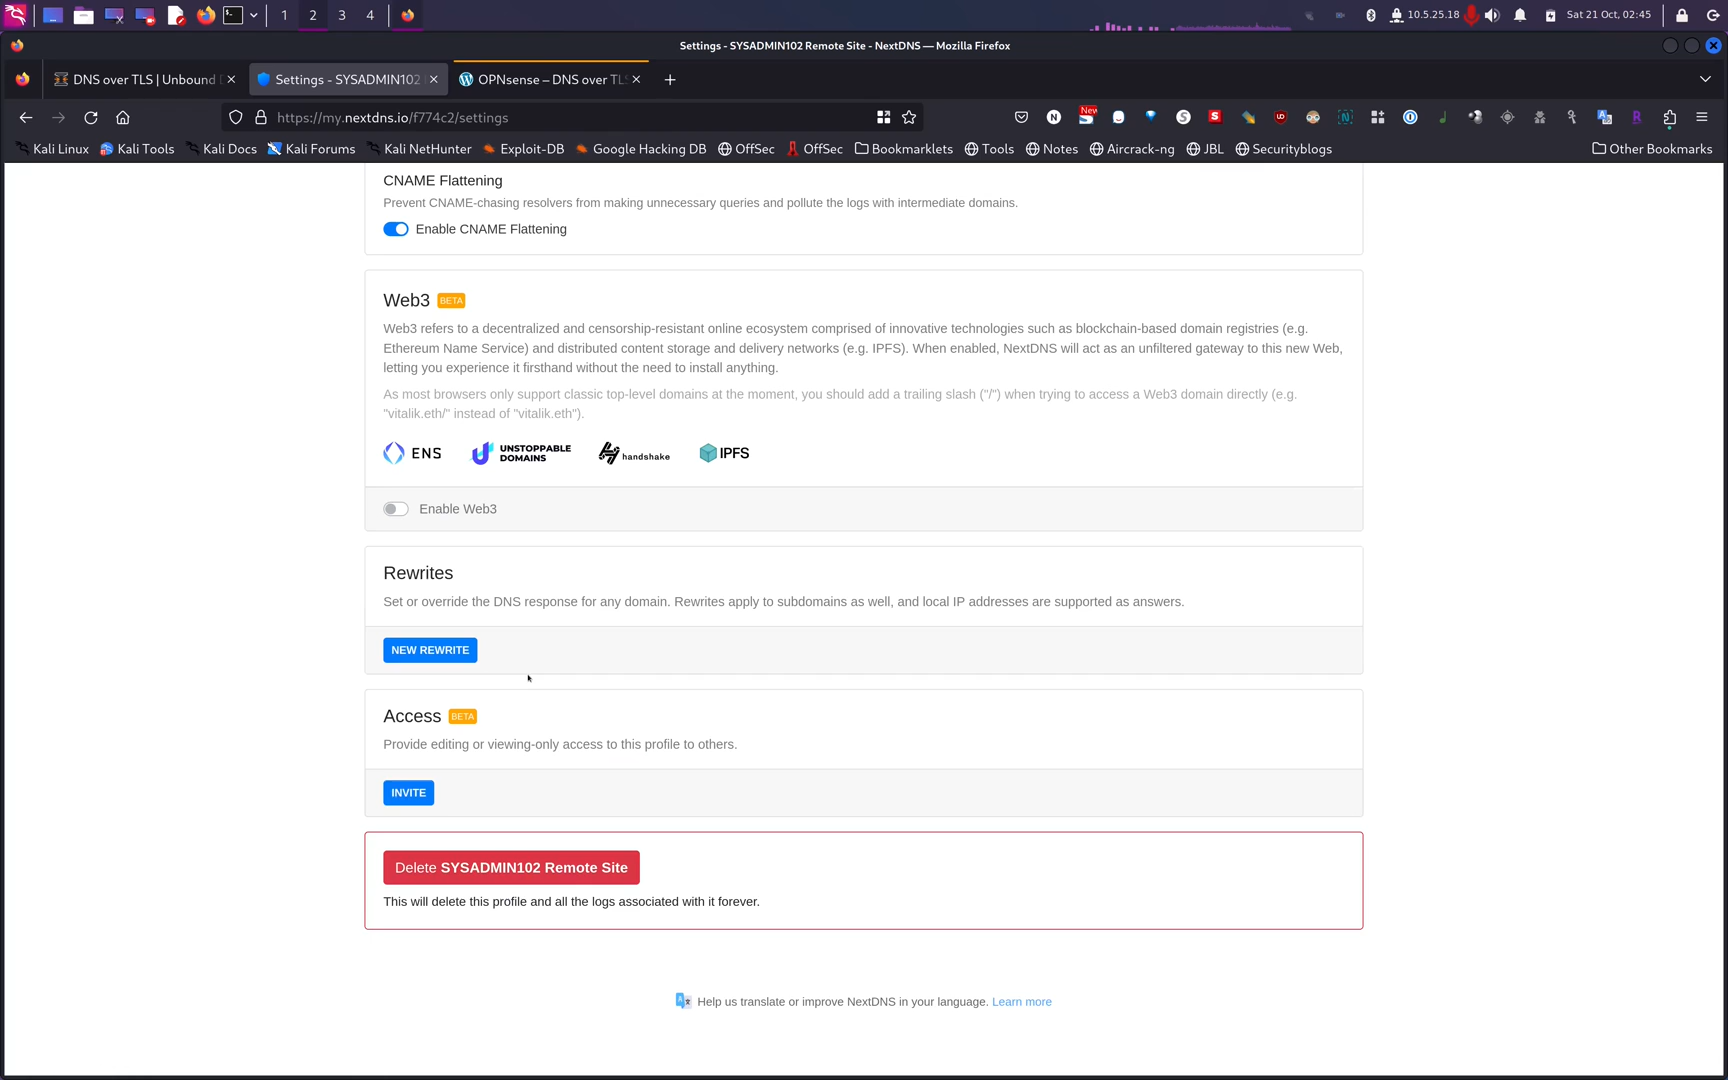 1 2 3 4
10.5.25.18
Sat 21 Oct, 02:45
Settings - SYSADMIN102 Remote Site - NextDNS — Mozilla Firefox
DNS over TLS | Unbound
Settings - SYSADMIN102
OPNsense – DNS over TLS
https://my.nextdns.io/f774c2/settings
New
Kali Linux
Kali Tools
Kali Docs
Kali Forums
Kali NetHunter
Exploit-DB
Google Hacking DB
OffSec
OffSec
Bookmarklets
Tools
Notes
Aircrack-ng
JBL
Securityblogs
Other Bookmarks
CNAME Flattening
Prevent CNAME-chasing resolvers from making unnecessary queries and pollute the logs with intermediate domains.
Enable CNAME Flattening
Web3 BETA
Web3 refers to a decentralized and censorship-resistant online ecosystem comprised of innovative technologies such as blockchain-based domain registries (e.g.
Ethereum Name Service) and distributed content storage and delivery networks (e.g. IPFS). When enabled, NextDNS will act as an unfiltered gateway to this new Web,
letting you experience it firsthand without the need to install anything.
As most browsers only support classic top-level domains at the moment, you should add a trailing slash ("/") when trying to access a Web3 domain directly (e.g.
"vitalik.eth/" instead of "vitalik.eth").
ENS
UNSTOPPABLE
DOMAINS
handshake
IPFS
Enable Web3
Rewrites
Set or override the DNS response for any domain. Rewrites apply to subdomains as well, and local IP addresses are supported as answers.
NEW REWRITE
Access BETA
Provide editing or viewing-only access to this profile to others.
INVITE
Delete SYSADMIN102 Remote Site
This will delete this profile and all the logs associated with it forever.
Help us translate or improve NextDNS in your language. Learn more